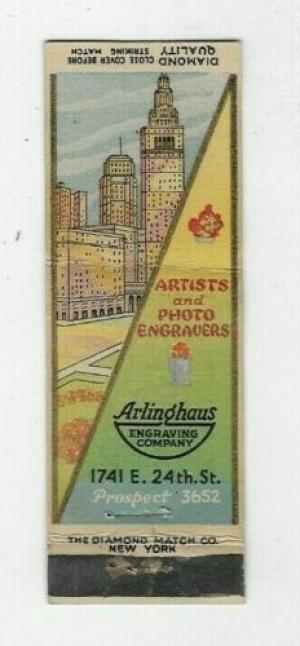 DIAMOND
QUALITY
CLOSE COVER BEFORE
STRIKING MATCH
ARTISTS
and
PHOTO
ENGRAVERS
Arlinghaus
ENGRAVING
COMPANY
1741 E. 24th. St.
Prospect 3652
THE DIAMOND MATCH CO.
NEW YORK